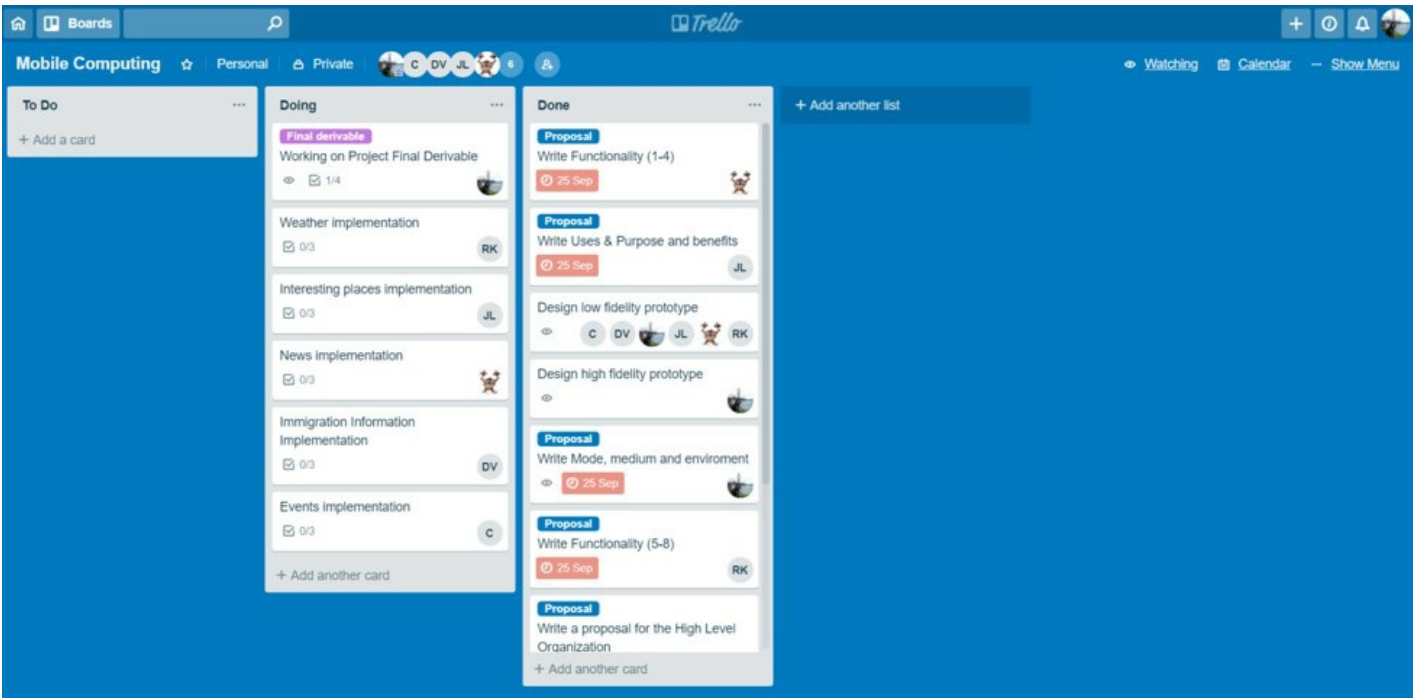 Boards
Trello
Mobile Computing
Personal
Private
C DV JL 6
Watching
Calendar
··· Show Menu
To Do ···
+ Add a card
Doing ···
Final derivable
Working on Project Final Derivable
1/4
Weather implementation
0/3
RK
Interesting places implementation
0/3
JL
News implementation
0/3
Immigration Information
Implementation
0/3
DV
Events implementation
0/3
C
+ Add another card
Done ···
Proposal
Write Functionality (1-4)
25 Sep
Proposal
Write Uses & Purpose and benefits
25 Sep
JL
Design low fidelity prototype
C DV JL RK
Design high fidelity prototype
Proposal
Write Mode, medium and enviroment
25 Sep
Proposal
Write Functionality (5-8)
25 Sep
RK
Proposal
Write a proposal for the High Level
Organization
+ Add another card
+ Add another list